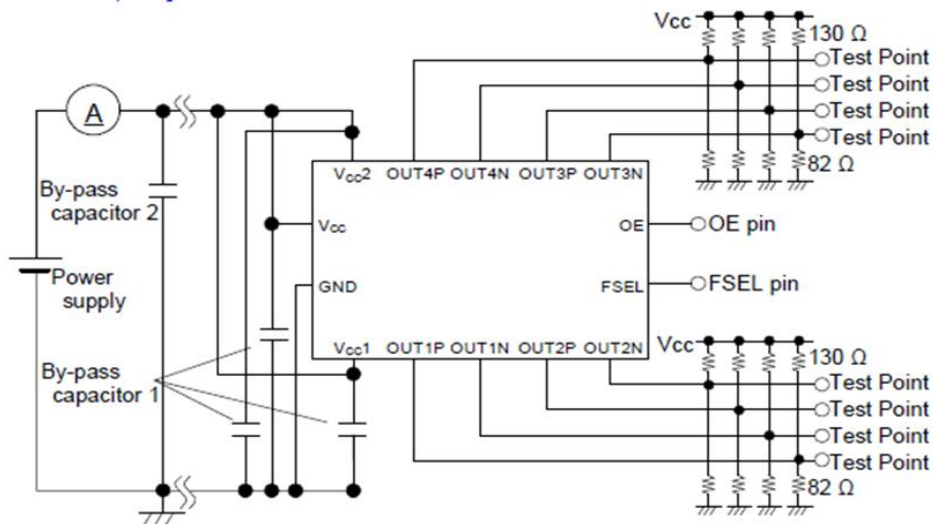 Vcc
130 Ω
Test Point
Test Point
Test Point
Test Point
82 Ω
A
By-pass
capacitor 2
Power
supply
By-pass
capacitor 1
Vcc2 OUT4P OUT4N OUT3P OUT3N
Vcc
OE
OE pin
GND
FSEL
FSEL pin
Vcc1 OUT1P OUT1N OUT2P OUT2N
Vcc
130 Ω
Test Point
Test Point
Test Point
Test Point
82 Ω